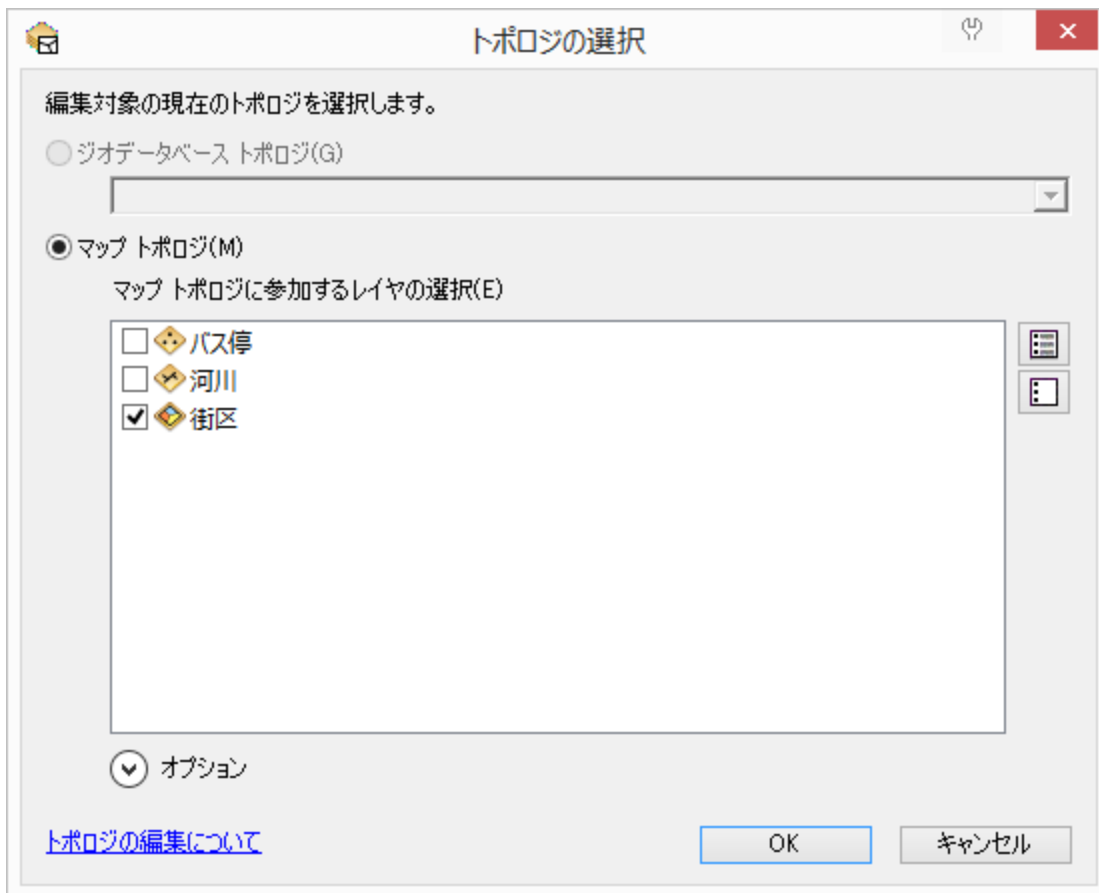 トポロジの選択
編集対象の現在のトポロジを選択します。
ジオデータベース トポロジ(G)
マップ トポロジ(M)
マップ トポロジに参加するレイヤの選択(E)
バス停
河川
街区
オプション
トポロジの編集について
OK
キャンセル